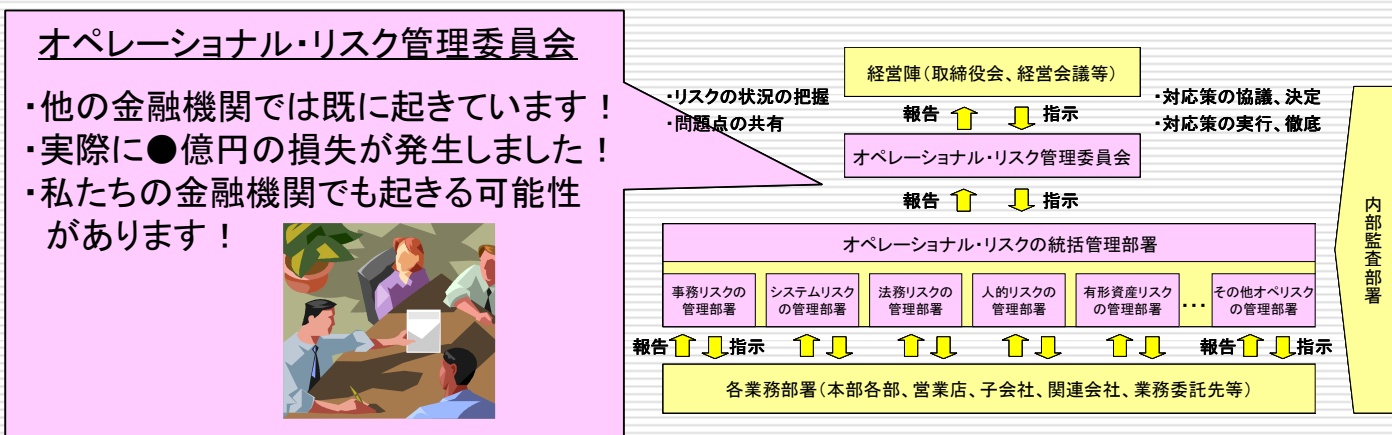 オペレーショナル・リスク管理委員会
・他の金融機関では既に起きています！
・実際に●億円の損失が発生しました！
・私たちの金融機関でも起きる可能性
があります！
経営陣(取締役会、経営会議等)
・リスクの状況の把握
・問題点の共有
報告
指示
・対応策の協議、決定
・対応策の実行、徹底
オペレーショナル・リスク管理委員会
報告
指示
オペレーショナル・リスクの統括管理部署
事務リスクの
管理部署
システムリスク
の管理部署
法務リスクの
管理部署
人的リスクの
管理部署
有形資産リスク
の管理部署
・・・
その他オペリスク
の管理部署
報告
指示
報告
指示
各業務部署(本部各部、営業店、子会社、関連会社、業務委託先等)
内部監査部署